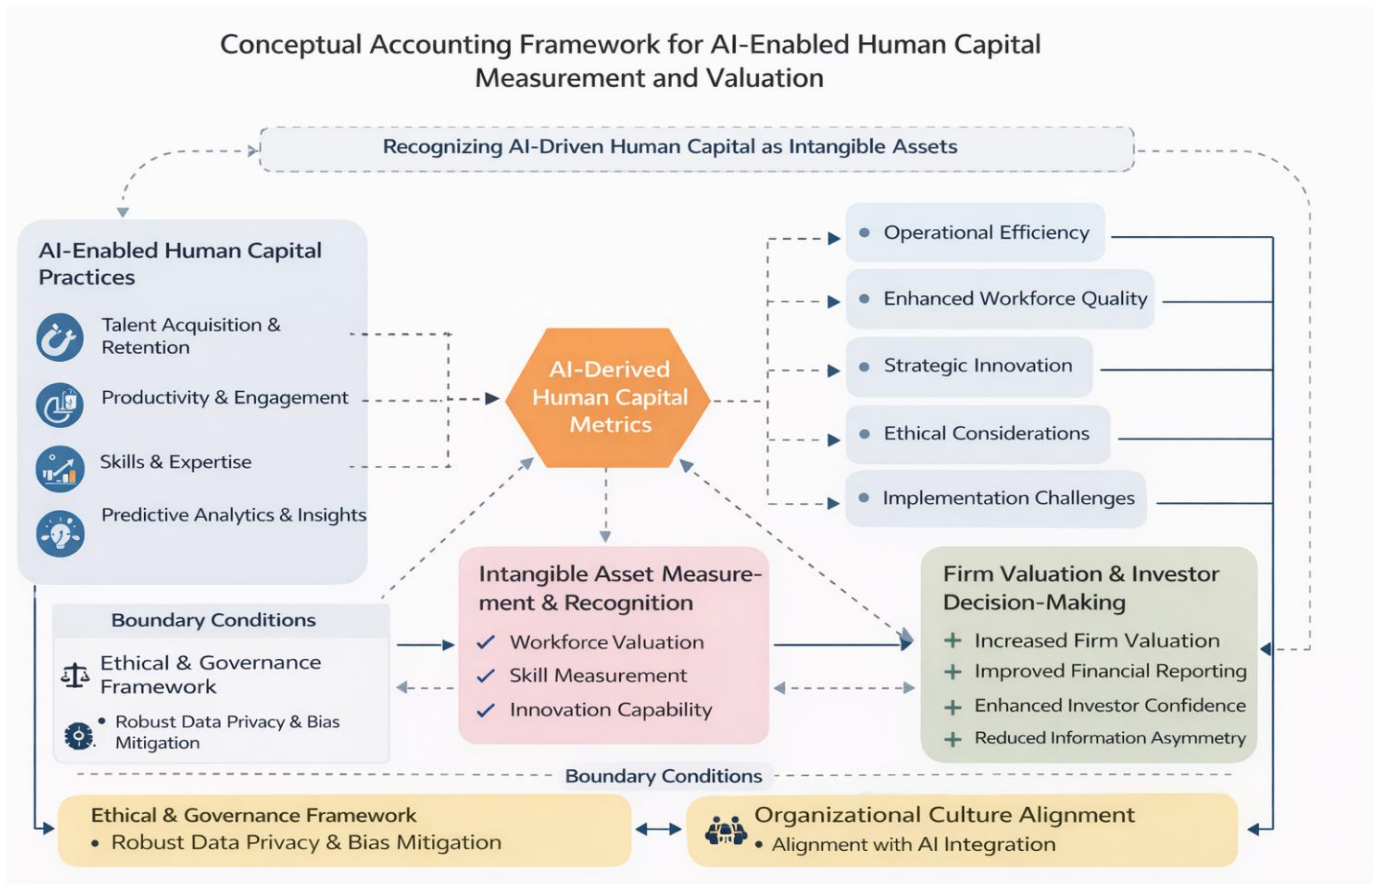 Conceptual Accounting Framework for AI-Enabled Human Capital
Measurement and Valuation
Recognizing AI-Driven Human Capital as Intangible Assets
AI-Enabled Human Capital
Practices
Talent Acquisition &
Retention
Productivity & Engagement
Skills & Expertise
Predictive Analytics & Insights
AI-Derived
Human Capital
Metrics
• Operational Efficiency
• Enhanced Workforce Quality
• Strategic Innovation
• Ethical Considerations
• Implementation Challenges
Boundary Conditions
Ethical & Governance
Framework
• Robust Data Privacy & Bias
Mitigation
Intangible Asset Measure-
ment & Recognition
✓ Workforce Valuation
✓ Skill Measurement
✓ Innovation Capability
Firm Valuation & Investor
Decision-Making
+ Increased Firm Valuation
+ Improved Financial Reporting
+ Enhanced Investor Confidence
+ Reduced Information Asymmetry
Boundary Conditions
Ethical & Governance Framework
• Robust Data Privacy & Bias Mitigation
Organizational Culture Alignment
• Alignment with AI Integration